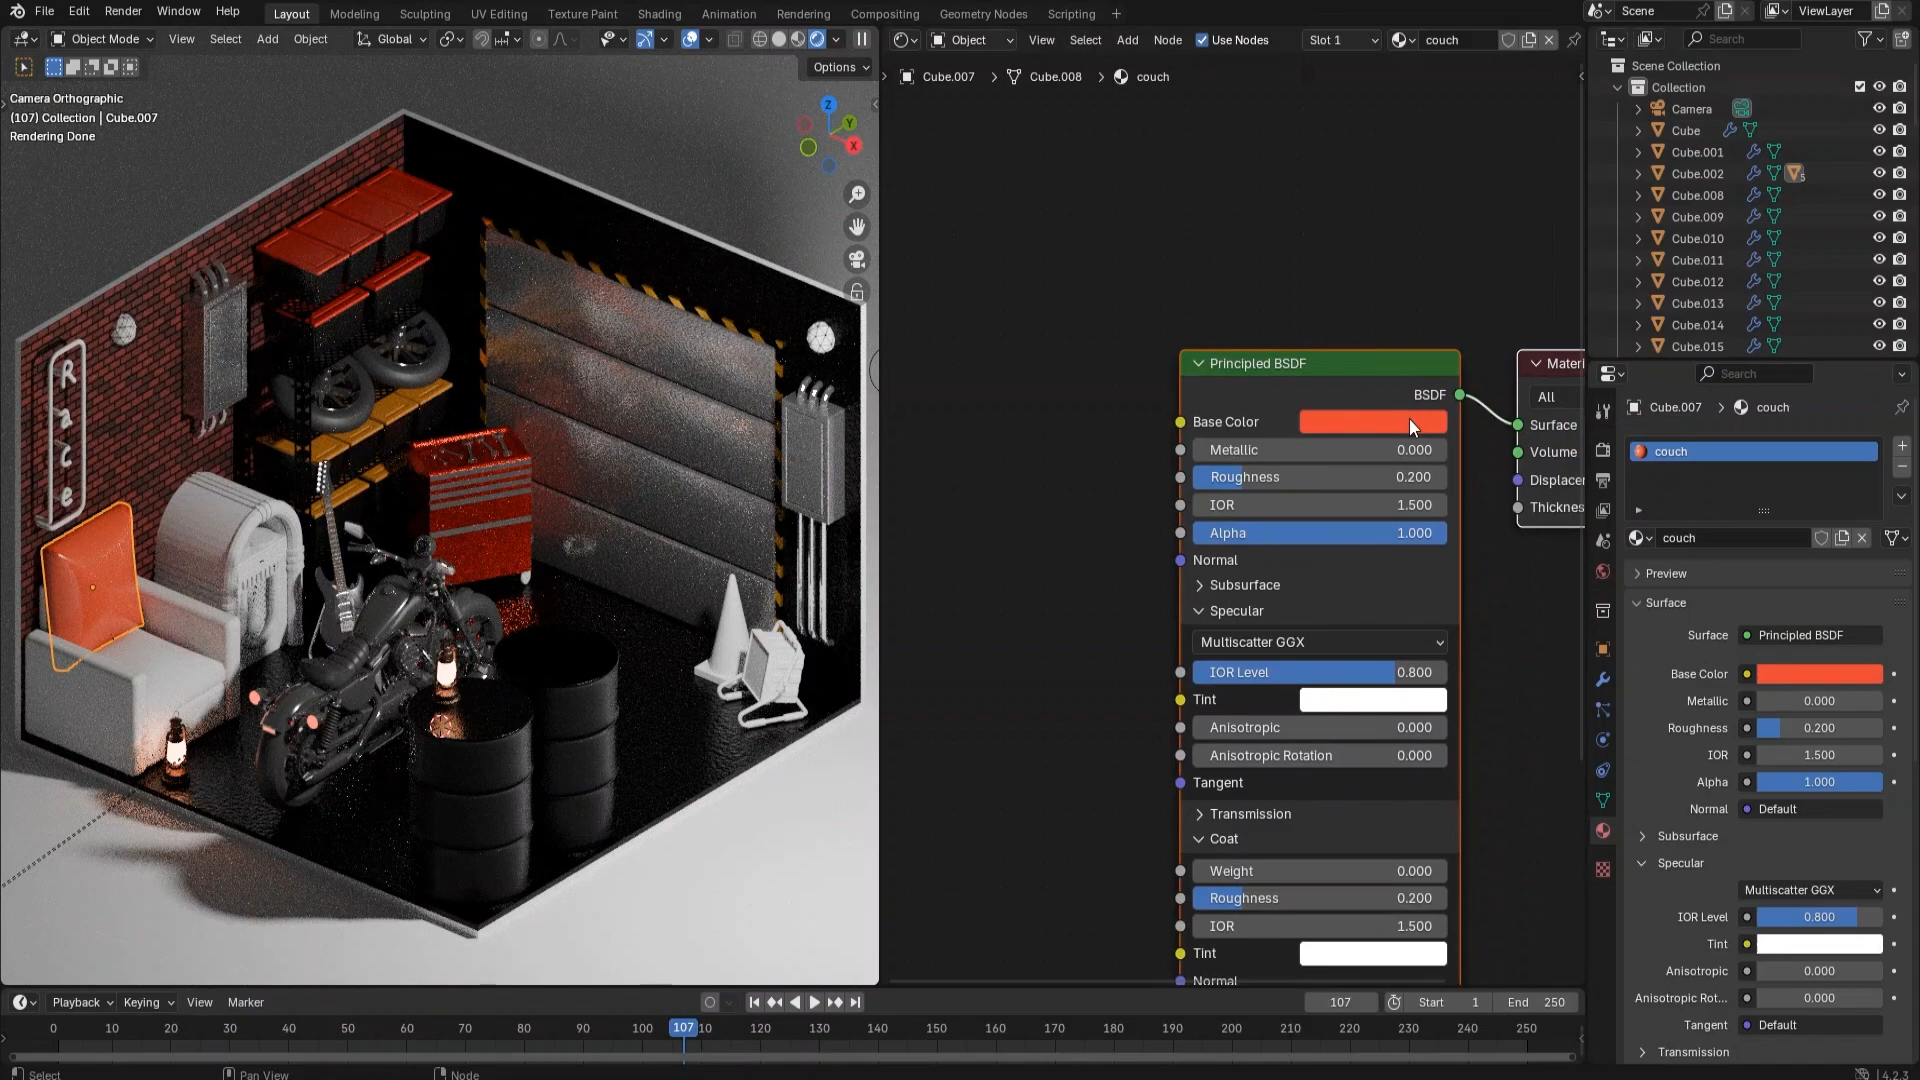 File Edit Render Window Help Layout Modeling Sculpting UV Editing Texture Paint Shading Animation Rendering Compositing Geometry Nodes Scripting + Scene ViewLayer
Object Mode View Select Add Object Global Object View Select Add Node Use Nodes Slot 1 couch Search
Options Cube.007 > Cube.008 > couch
Camera Orthographic
(107) Collection | Cube.007
Rendering Done
Z
Y
X
Race
Principled BSDF
BSDF
Base Color
Metallic 0.000
Roughness 0.200
IOR 1.500
Alpha 1.000
Normal
Subsurface
Specular
Multiscatter GGX
IOR Level 0.800
Tint
Anisotropic 0.000
Anisotropic Rotation 0.000
Tangent
Transmission
Coat
Weight 0.000
Roughness 0.200
IOR 1.500
Tint
Normal
Materi
All
Surface
Volume
Displacer
Thicknes
Scene Collection
Collection
Camera
Cube
Cube.001
Cube.002 5
Cube.008
Cube.009
Cube.010
Cube.011
Cube.012
Cube.013
Cube.014
Cube.015
Search
Cube.007 > couch
couch
couch
Preview
Surface
Surface Principled BSDF
Base Color
Metallic 0.000
Roughness 0.200
IOR 1.500
Alpha 1.000
Normal Default
Subsurface
Specular
Multiscatter GGX
IOR Level 0.800
Tint
Anisotropic 0.000
Anisotropic Rot... 0.000
Tangent Default
Transmission
Playback Keying View Marker 107 Start 1 End 250
0 10 20 30 40 50 60 70 80 90 100 107 10 120 130 140 150 160 170 180 190 200 210 220 230 240 250
Select Pan View Node 4.2.3